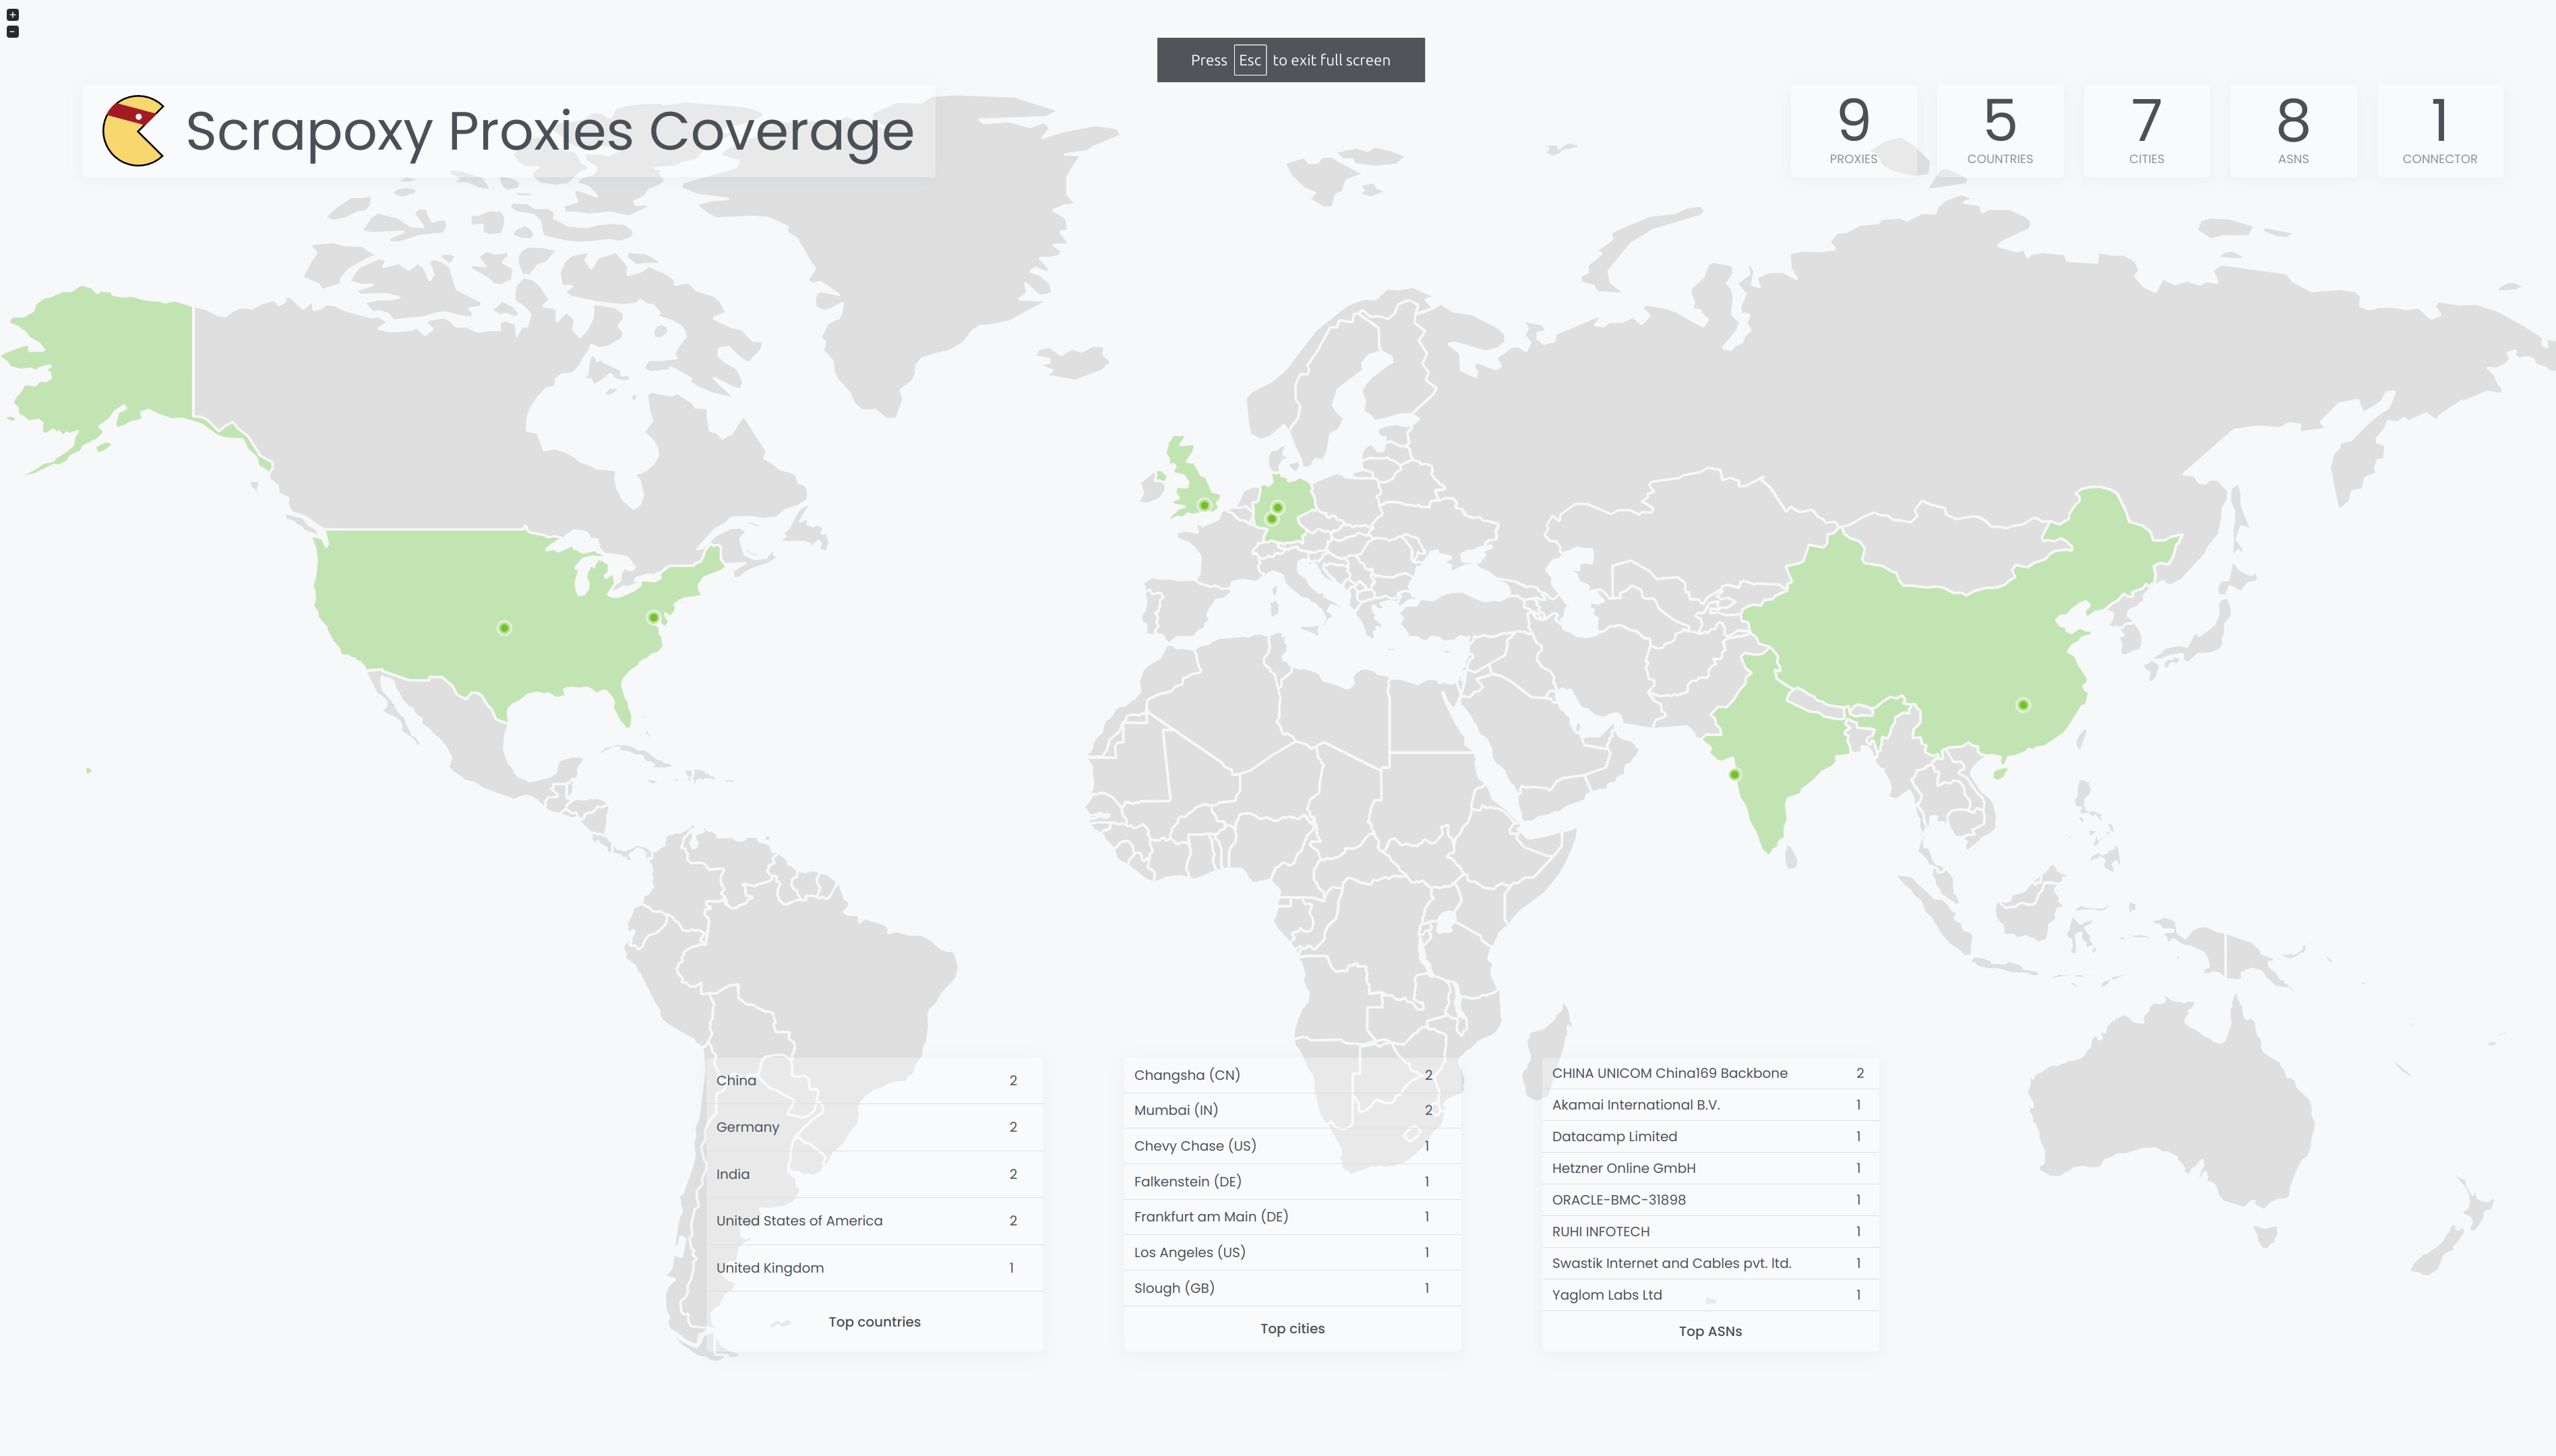 +
−
Press Esc to exit full screen
Scrapoxy Proxies Coverage
9
PROXIES
5
COUNTRIES
7
CITIES
8
ASNS
1
CONNECTOR
China 2
Germany 2
India 2
United States of America 2
United Kingdom 1
Top countries
Changsha (CN) 2
Mumbai (IN) 2
Chevy Chase (US) 1
Falkenstein (DE) 1
Frankfurt am Main (DE) 1
Los Angeles (US) 1
Slough (GB) 1
Top cities
CHINA UNICOM China169 Backbone 2
Akamai International B.V. 1
Datacamp Limited 1
Hetzner Online GmbH 1
ORACLE-BMC-31898 1
RUHI INFOTECH 1
Swastik Internet and Cables pvt. ltd. 1
Yaglom Labs Ltd 1
Top ASNs